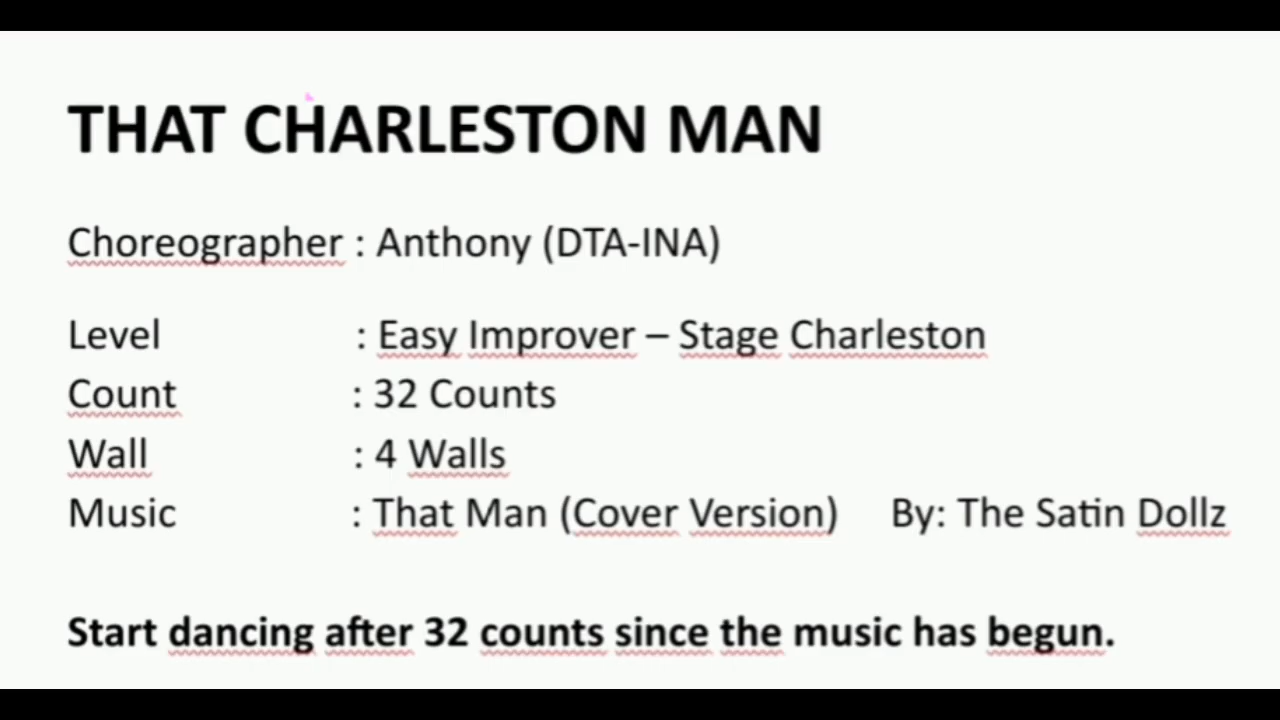 THAT CHARLESTON MAN
Choreographer : Anthony (DTA-INA)
Level : Easy Improver – Stage Charleston
Count : 32 Counts
Wall : 4 Walls
Music : That Man (Cover Version) By: The Satin Dollz
Start dancing after 32 counts since the music has begun.